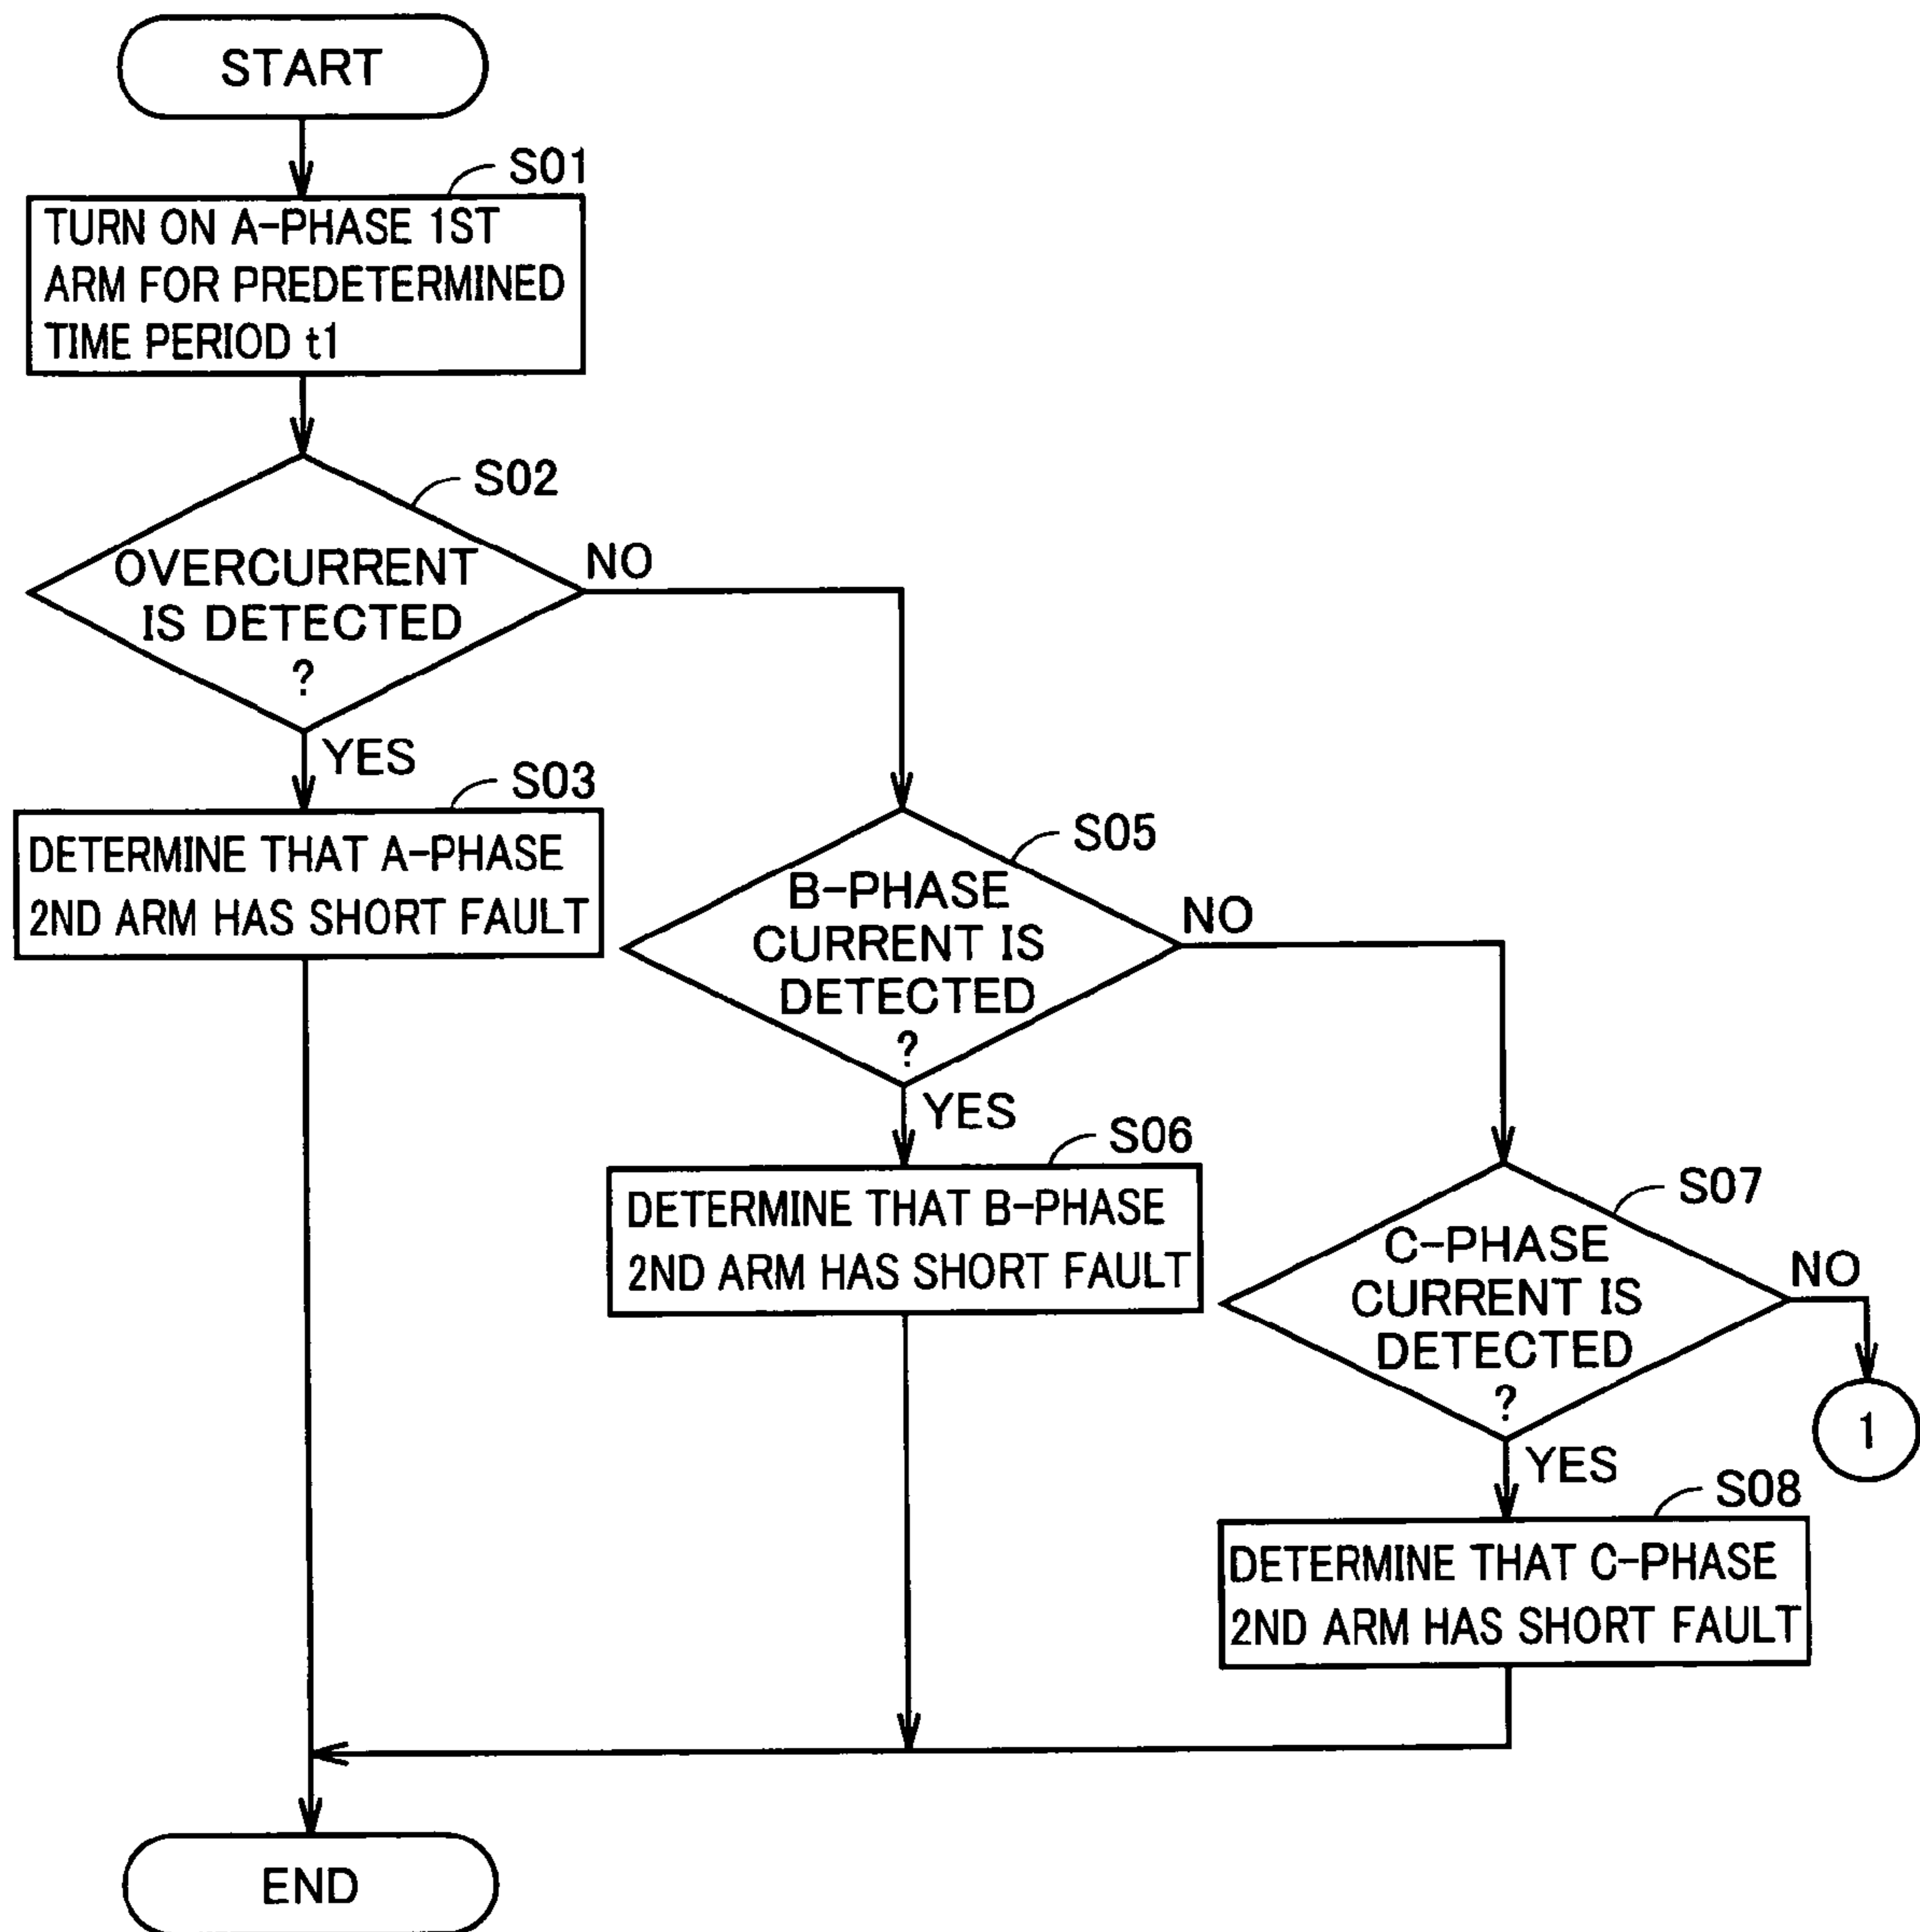 START
S01
TURN ON A-PHASE 1ST
ARM FOR PREDETERMINED
TIME PERIOD t1
S02
OVERCURRENT
IS DETECTED
?
NO
YES
S03
DETERMINE THAT A-PHASE
2ND ARM HAS SHORT FAULT
S05
B-PHASE
CURRENT IS
DETECTED
?
NO
YES
S06
DETERMINE THAT B-PHASE
2ND ARM HAS SHORT FAULT
S07
C-PHASE
CURRENT IS
DETECTED
?
NO
1
YES
S08
DETERMINE THAT C-PHASE
2ND ARM HAS SHORT FAULT
END